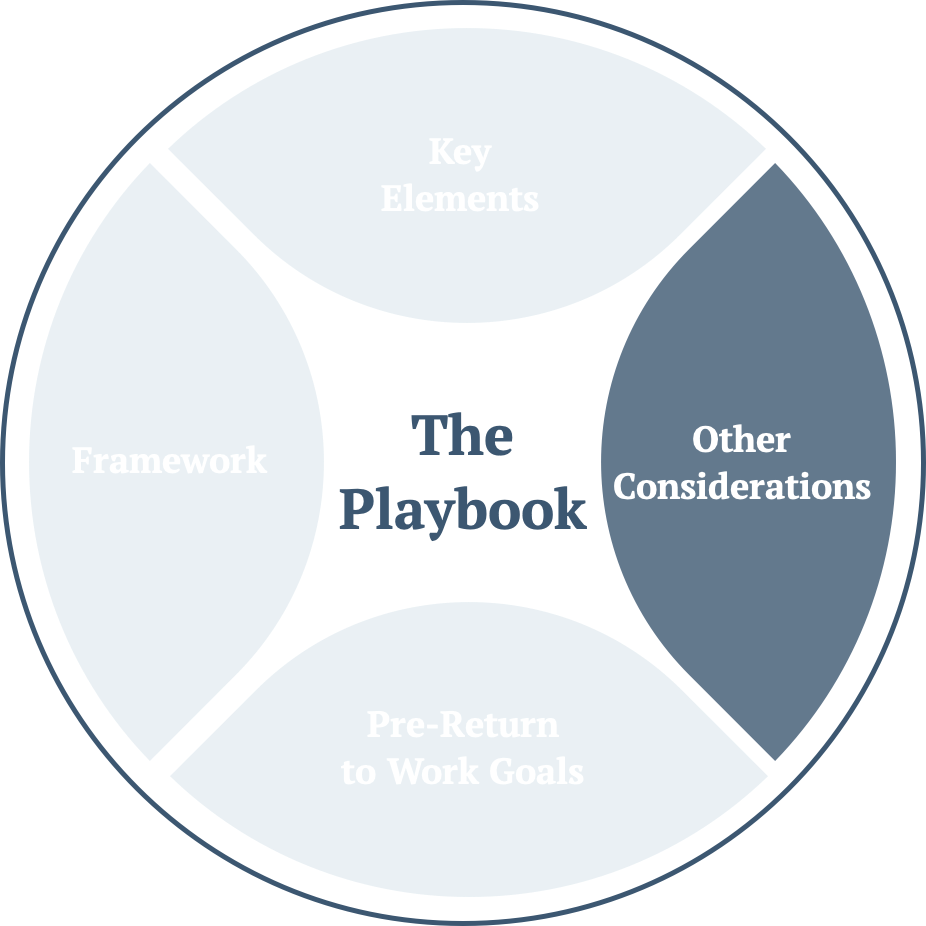 Key
Elements
Framework
The
Playbook
Other
Considerations
Pre-Return
to Work Goals